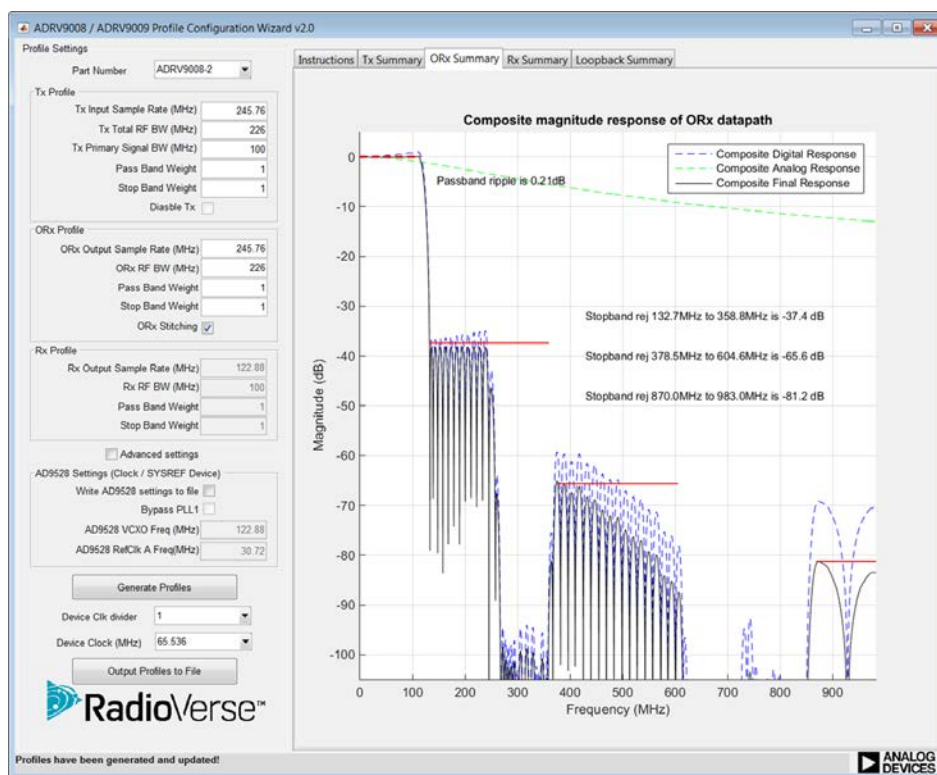 ADRV9008 / ADRV9009 Profile Configuration Wizard v2.0
Profile Settings
Part Number ADRV9008-2
Tx Profile
Tx Input Sample Rate (MHz) 245.76
Tx Total RF BW (MHz) 226
Tx Primary Signal BW (MHz) 100
Pass Band Weight 1
Stop Band Weight 1
Diasble Tx
ORx Profile
ORx Output Sample Rate (MHz) 245.76
ORx RF BW (MHz) 226
Pass Band Weight 1
Stop Band Weight 1
ORx Stitching
Rx Profile
Rx Output Sample Rate (MHz) 122.88
Rx RF BW (MHz) 100
Pass Band Weight 1
Stop Band Weight 1
Advanced settings
AD9528 Settings (Clock / SYSREF Device)
Write AD9528 settings to file
Bypass PLL1
AD9528 VCXO Freq (MHz) 122.88
AD9528 RefClk A Freq(MHz) 30.72
Generate Profiles
Device Clk divider 1
Device Clock (MHz) 65.536
Output Profiles to File
RadioVerse™
Profiles have been generated and updated!
Instructions Tx Summary ORx Summary Rx Summary Loopback Summary
Composite magnitude response of ORx datapath
Composite Digital Response
Composite Analog Response
Composite Final Response
Passband ripple is 0.21dB
Stopband rej 132.7MHz to 358.8MHz is -37.4 dB
Stopband rej 378.5MHz to 604.6MHz is -65.6 dB
Stopband rej 870.0MHz to 983.0MHz is -81.2 dB
Magnitude (dB)
0
-10
-20
-30
-40
-50
-60
-70
-80
-90
-100
0 100 200 300 400 500 600 700 800 900
Frequency (MHz)
ANALOG
DEVICES